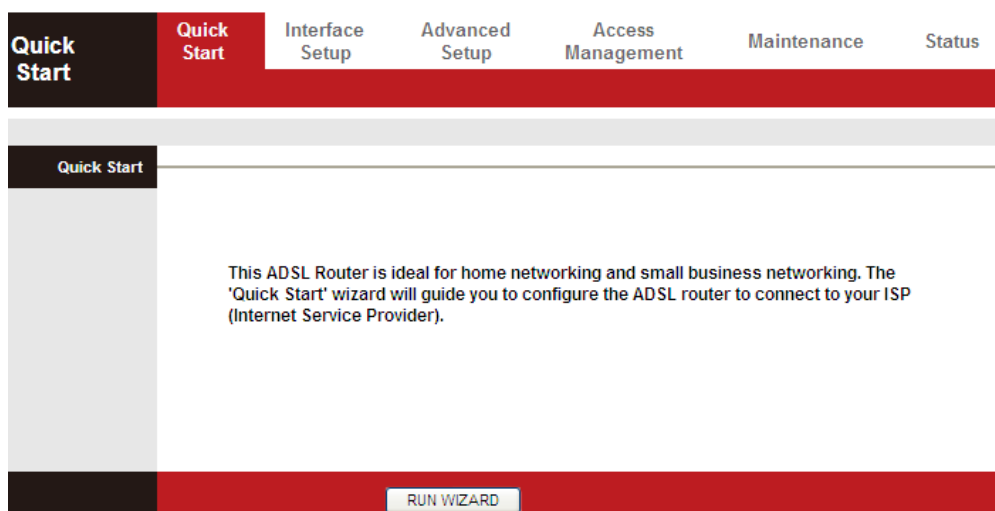 Quick
Start
Quick
Start
Interface
Setup
Advanced
Setup
Access
Management
Maintenance
Status
Quick Start
This ADSL Router is ideal for home networking and small business networking. The
'Quick Start' wizard will guide you to configure the ADSL router to connect to your ISP
(Internet Service Provider).
RUN WIZARD